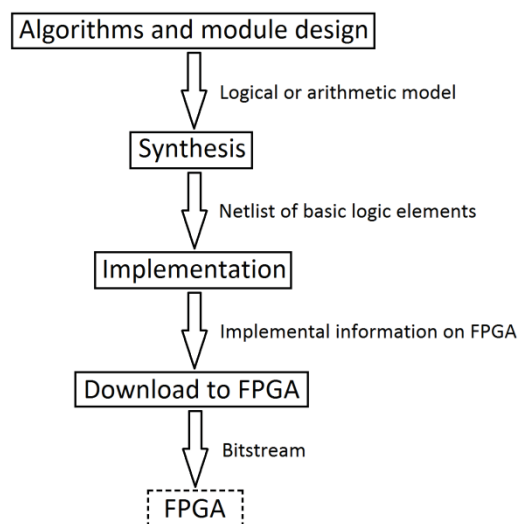 Algorithms and module design
Logical or arithmetic model
Synthesis
Netlist of basic logic elements
Implementation
Implemental information on FPGA
Download to FPGA
Bitstream
FPGA